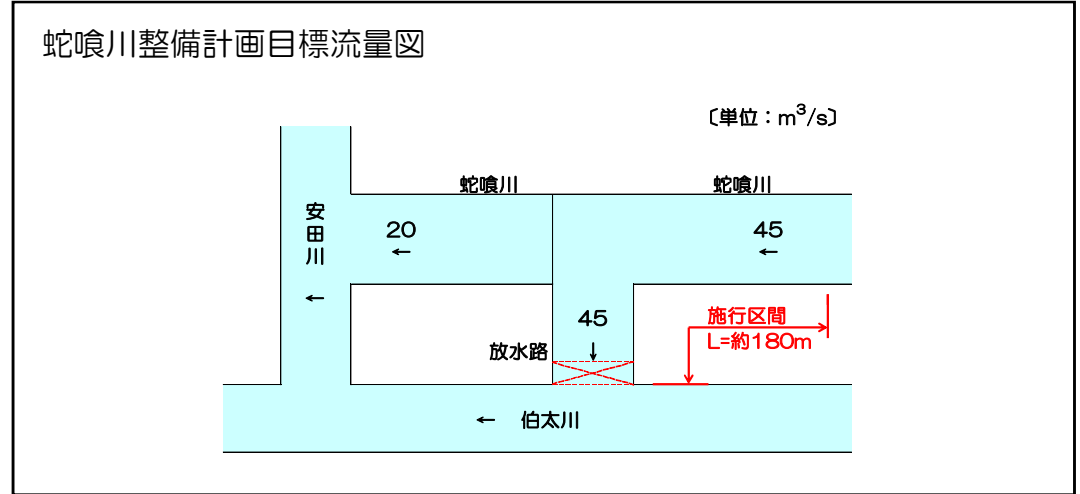 蛇喰川整備計画目標流量図
〔単位：m³/s〕
蛇喰川
蛇喰川
安田川
←
20
←
45
←
45
↓
放水路
施行区間
L=約180m
← 伯太川